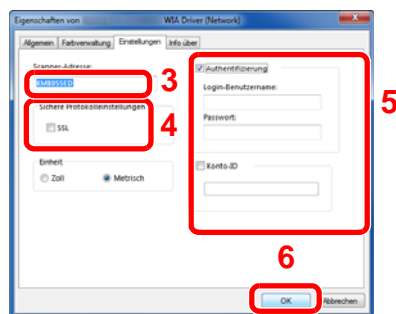 Eigenschaften von WIA Driver (Network)
Allgemein Farbverwaltung Einstellungen Info über
Scanner-Adresse:
KM8855ED
3
Sichere Protokolleinstellungen
SSL
4
Einheit
Zoll Metrisch
Authentifizierung
Login-Benutzername:
Passwort:
Konto-ID
5
6
OK Abbrechen